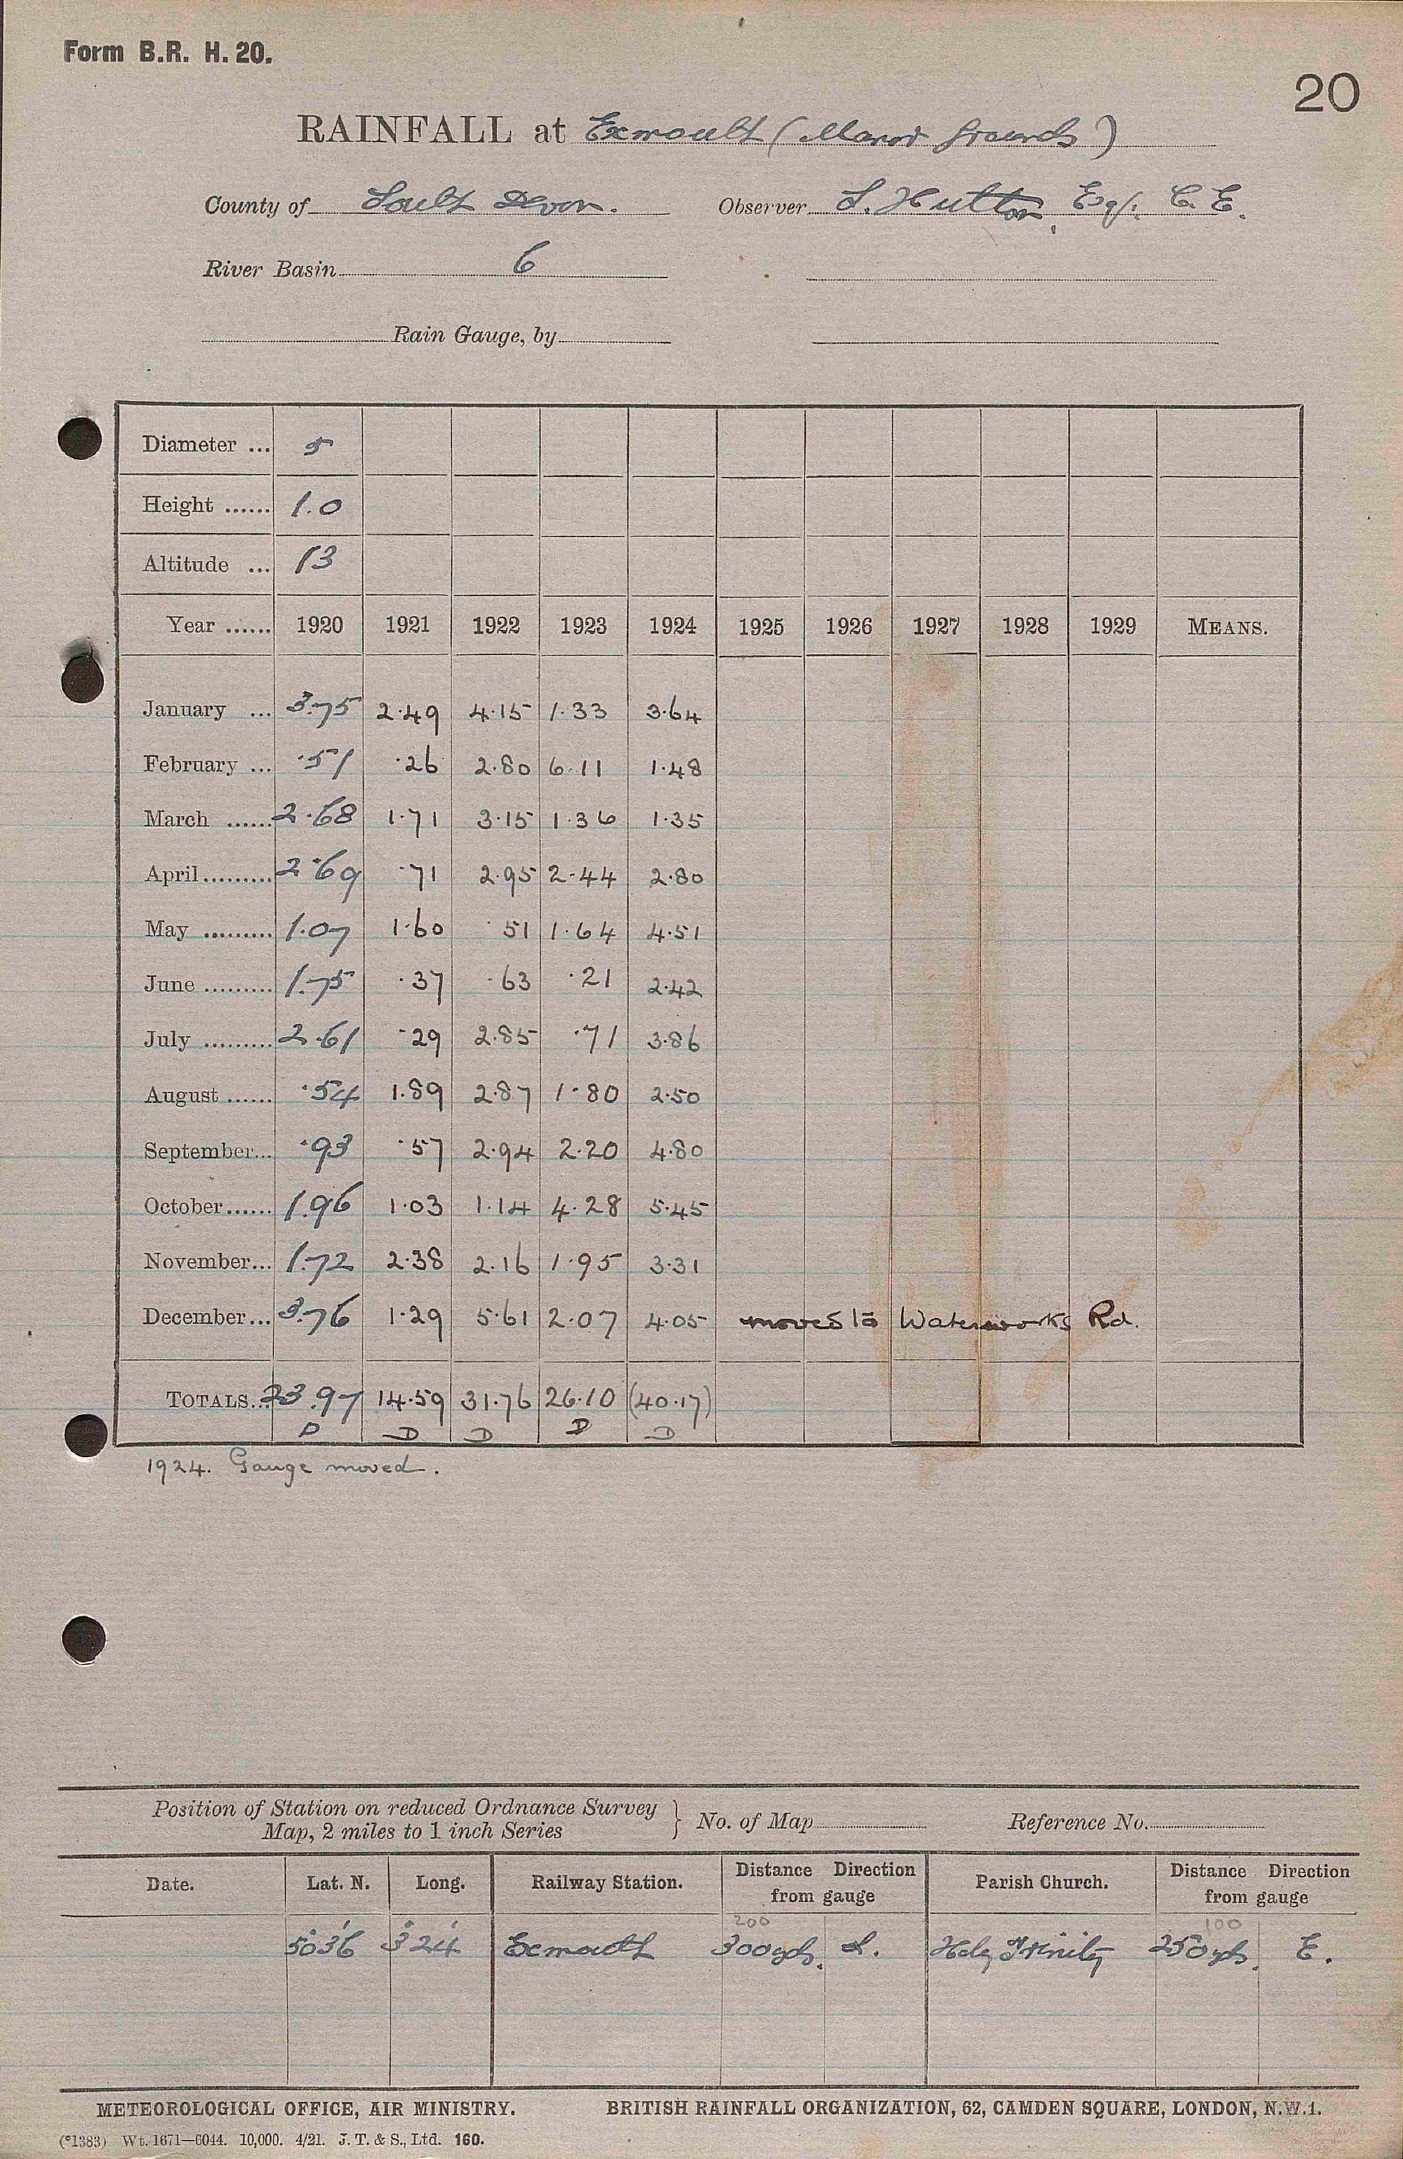 Form B.R. H. 20.
20
RAINFALL at Exmouth (Manor Grounds)
County of South Devon. Observer S. Hutton, Esq. C.E.
River Basin 6
Rain Gauge, by
Diameter ... 5
Height ...... 1.0
Altitude ... 13
Year ...... 1920 1921 1922 1923 1924 1925 1926 1927 1928 1929 MEANS.
January ... 3.75 2.49 4.15 1.33 3.64
February ... .51 .26 2.80 6.11 1.48
March ...... 2.68 1.71 3.15 1.36 1.35
April ......... 2.69 .71 2.95 2.44 2.80
May ......... 1.07 1.60 .51 1.64 4.51
June ......... 1.75 .37 .63 .21 2.42
July ......... 2.61 .29 2.85 .71 3.86
August ...... .54 1.89 2.87 1.80 2.50
September... .93 .57 2.94 2.20 4.80
October...... 1.96 1.03 1.14 4.28 5.45
November... 1.72 2.38 2.16 1.95 3.31
December... 3.76 1.29 5.61 2.07 4.05 moved to Waterworks Rd.
TOTALS... 23.97 14.59 31.76 26.10 (40.17)
D D D D D
1924. Gauge moved.
Position of Station on reduced Ordnance Survey
Map, 2 miles to 1 inch Series } No. of Map Reference No.
Date. Lat. N. Long. Railway Station. Distance Direction from gauge Parish Church. Distance Direction from gauge
200 100
50°36' 3°24' Exmouth 300 yds. S. Holy Trinity 250 yds. E.
METEOROLOGICAL OFFICE, AIR MINISTRY. BRITISH RAINFALL ORGANIZATION, 62, CAMDEN SQUARE, LONDON, N.W.1.
(*1383) Wt. 1671—6044. 10,000. 4/21. J. T. & S., Ltd. 160.